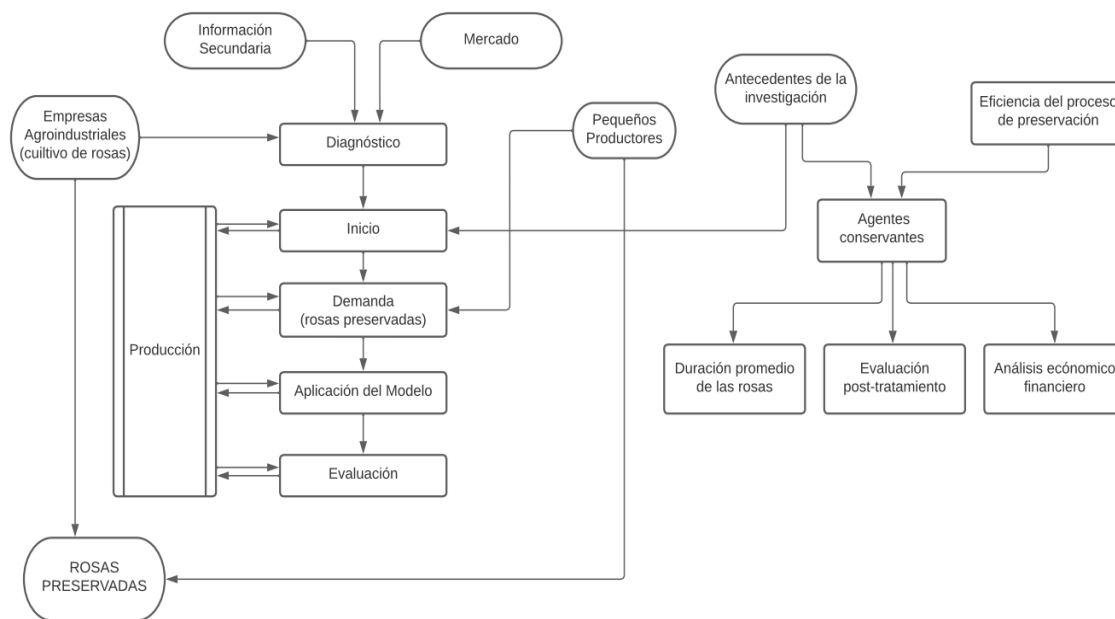 Información
Secundaria
Mercado
Antecedentes de la
investigación
Eficiencia del proceso
de preservación
Empresas
Agroindustriales
(cuiltivo de rosas)
Diagnóstico
Pequeños
Productores
Inicio
Agentes
conservantes
Demanda
(rosas preservadas)
Producción
Duración promedio
de las rosas
Evaluación
post-tratamiento
Análisis écónomico
financiero
Aplicación del Modelo
Evaluación
ROSAS
PRESERVADAS